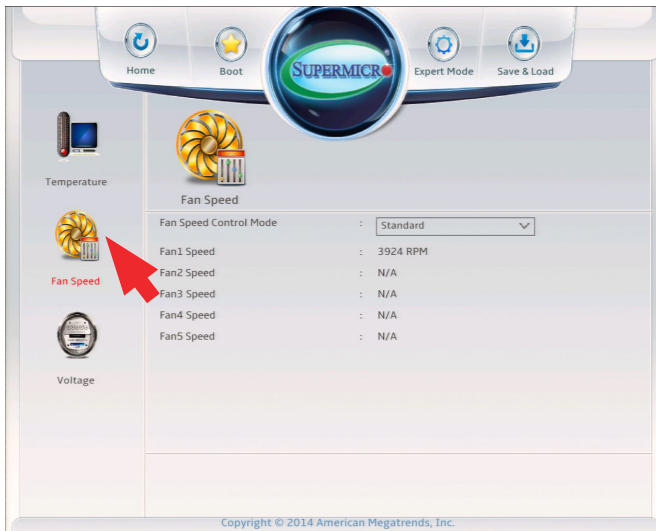 Home
Boot
SUPERMICRO
Expert Mode
Save & Load
Temperature
Fan Speed
Voltage
Fan Speed
Fan Speed Control Mode : Standard
Fan1 Speed : 3924 RPM
Fan2 Speed : N/A
Fan3 Speed : N/A
Fan4 Speed : N/A
Fan5 Speed : N/A
Copyright © 2014 American Megatrends, Inc.